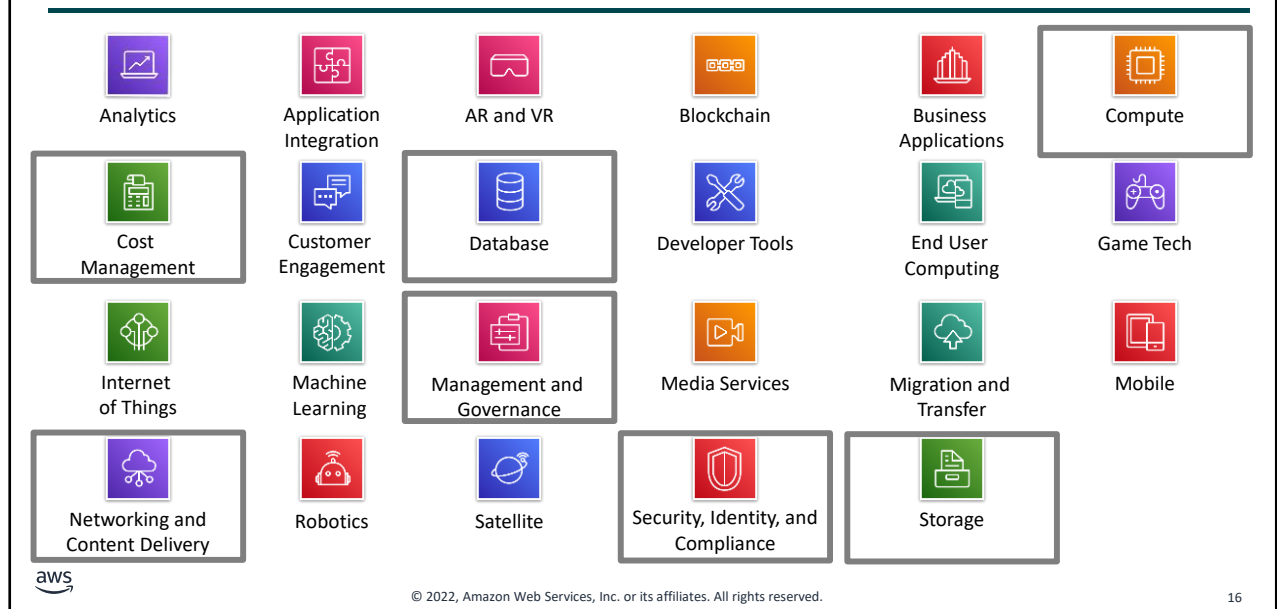 Analytics
Application
Integration
AR and VR
Blockchain
Business
Applications
Compute
Cost
Management
Customer
Engagement
Database
Developer Tools
End User
Computing
Game Tech
Internet
of Things
Machine
Learning
Management and
Governance
Media Services
Migration and
Transfer
Mobile
Networking and
Content Delivery
Robotics
Satellite
Security, Identity, and
Compliance
Storage
aws
© 2022, Amazon Web Services, Inc. or its affiliates. All rights reserved.
16